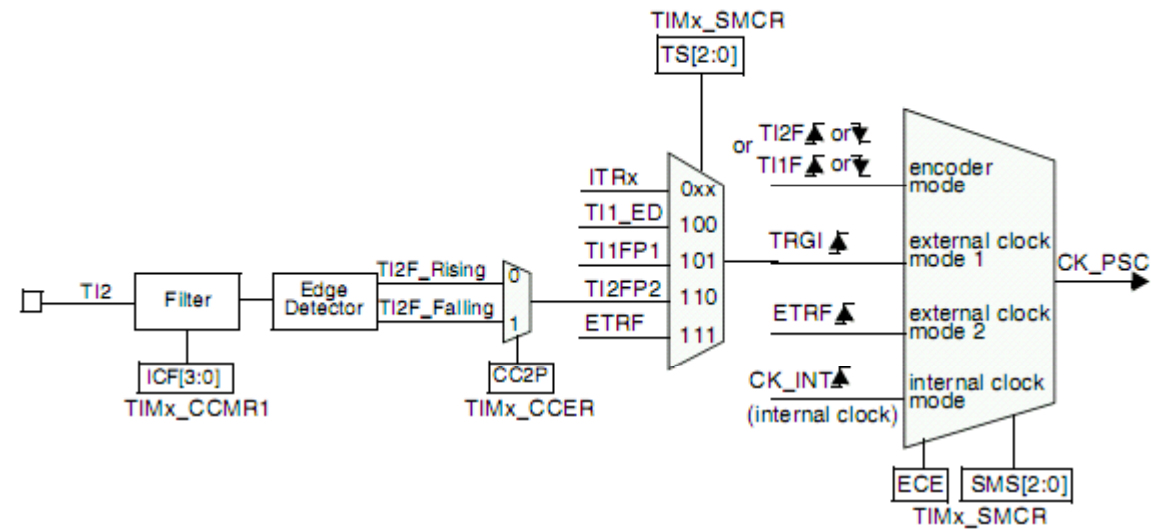 TIMx_SMCR
TS[2:0]
or TI2F or
TI1F or
encoder
mode
ITRx
0xx
TI1_ED
100
TI1FP1
101
TRGI
external clock
mode 1
CK_PSC
TI2
Filter
Edge
Detector
TI2F_Rising
0
TI2F_Falling
1
TI2FP2
110
ETRF
111
ETRF
external clock
mode 2
CK_INT
(internal clock)
internal clock
mode
ICF[3:0]
TIMx_CCMR1
CC2P
TIMx_CCER
ECE
SMS[2:0]
TIMx_SMCR